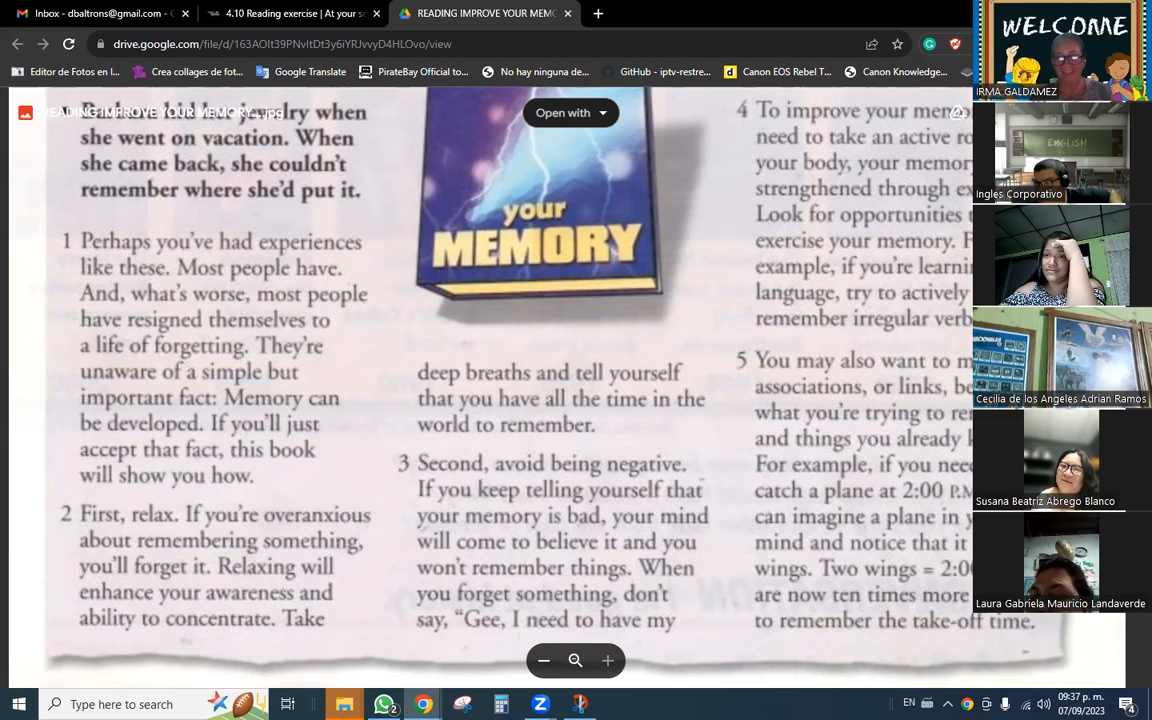 Inbox - dbaltrons@gmail.com -
4.10 Reading exercise | At your s
READING IMPROVE YOUR MEMO
drive.google.com/file/d/163AOIt39PNvItDt3y6iYRJvvyD4HLOvo/view
Editor de Fotos en l...
Crea collages de fot...
Google Translate
PirateBay Official to...
No hay ninguna de...
GitHub - iptv-restre...
Canon EOS Rebel T...
Canon Knowledge...
READING IMPROVE YOUR MEMORY....jpg
Open with
she went on vacation. When
she came back, she couldn't
remember where she'd put it.
1 Perhaps you've had experiences
like these. Most people have.
And, what's worse, most people
have resigned themselves to
a life of forgetting. They're
unaware of a simple but
important fact: Memory can
be developed. If you'll just
accept that fact, this book
will show you how.
2 First, relax. If you're overanxious
about remembering something,
you'll forget it. Relaxing will
enhance your awareness and
ability to concentrate. Take
your
MEMORY
deep breaths and tell yourself
that you have all the time in the
world to remember.
3 Second, avoid being negative.
If you keep telling yourself that
your memory is bad, your mind
will come to believe it and you
won't remember things. When
you forget something, don't
say, "Gee, I need to have my
4 To improve your mem
need to take an active ro
your body, your memor
strengthened through ex
Look for opportunities
exercise your memory. F
example, if you're learni
language, try to actively
remember irregular verb
5 You may also want to m
associations, or links, be
what you're trying to re
and things you already k
For example, if you nee
catch a plane at 2:00 P.M
can imagine a plane in y
mind and notice that it
wings. Two wings = 2:0
are now ten times more
to remember the take-off time.
WELCOME
IRMA GALDAMEZ
ENGLISH
Ingles Corporativo
Cecilia de los Angeles Adrian Ramos
Susana Beatriz Abrego Blanco
Laura Gabriela Mauricio Landaverde
Type here to search
2
EN
09:37 p. m.
07/09/2023
4